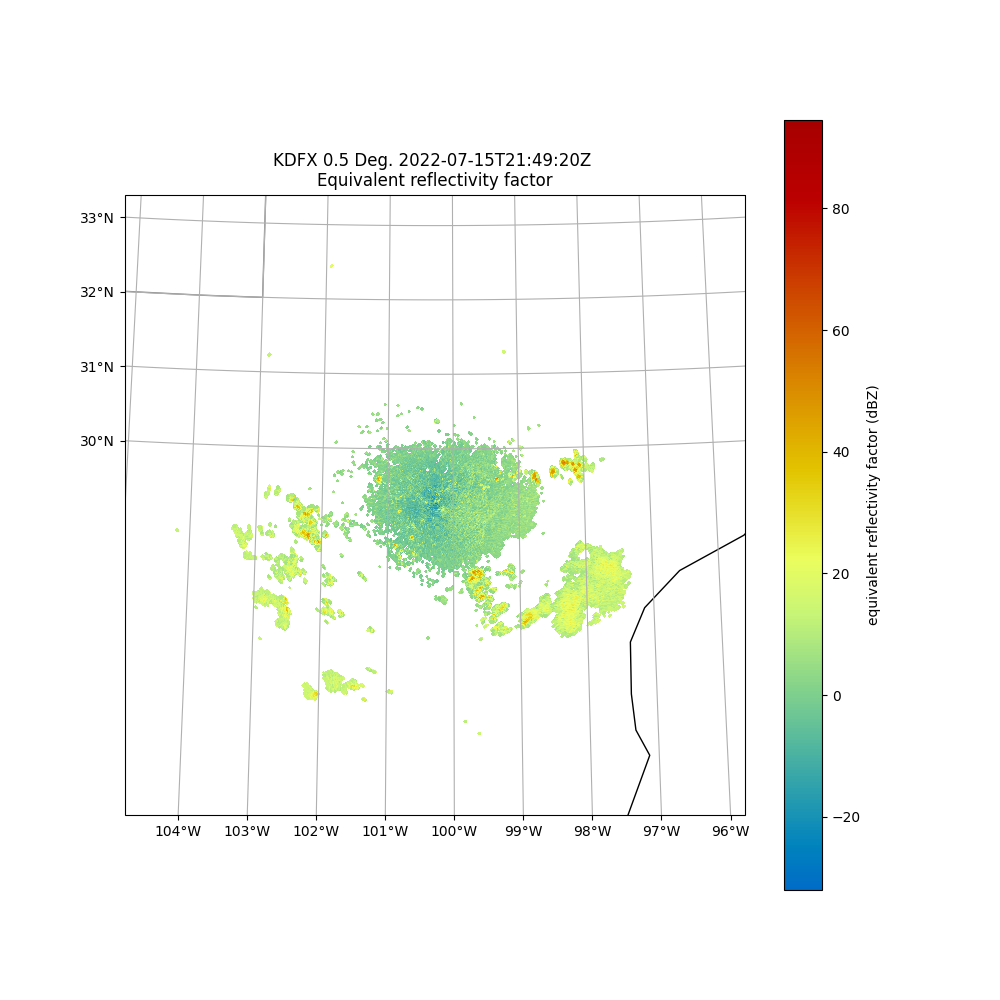 KDFX 0.5 Deg. 2022-07-15T21:49:20Z
Equivalent reflectivity factor
33°N
32°N
31°N
30°N
104°W 103°W 102°W 101°W 100°W 99°W 98°W 97°W 96°W
80
60
40
20
0
−20
equivalent reflectivity factor (dBZ)